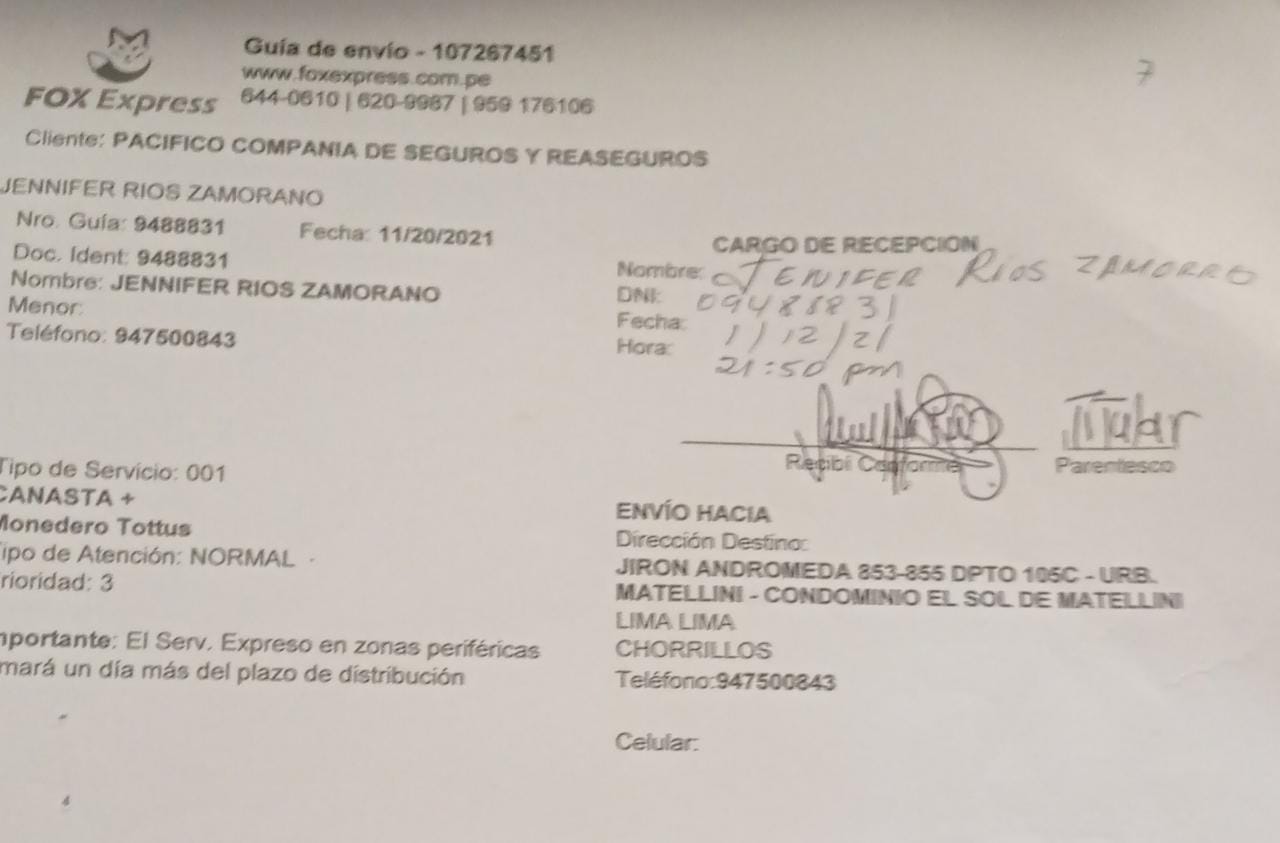 Guía de envío - 107267451
www.foxexpress.com.pe
644-0610 | 620-9987 | 959 176106
FOX Express
7
Cliente: PACIFICO COMPANIA DE SEGUROS Y REASEGUROS
JENNIFER RIOS ZAMORANO
Nro. Guía: 9488831 Fecha: 11/20/2021
Doc. Ident: 9488831
Nombre: JENNIFER RIOS ZAMORANO
Menor:
Teléfono: 947500843
CARGO DE RECEPCION
Nombre: JENIFER RIOS ZAMORRO
DNI: 09488831
Fecha: 1/12/21
Hora: 21:50 pm
Titular
Recibí Conforme Parentesco
Tipo de Servicio: 001
CANASTA +
Monedero Tottus
ipo de Atención: NORMAL
rioridad: 3
mportante: El Serv. Expreso en zonas periféricas
mará un día más del plazo de distribución
ENVÍO HACIA
Dirección Destino:
JIRON ANDROMEDA 853-855 DPTO 105C - URB.
MATELLINI - CONDOMINIO EL SOL DE MATELLINI
LIMA LIMA
CHORRILLOS
Teléfono:947500843
Celular: